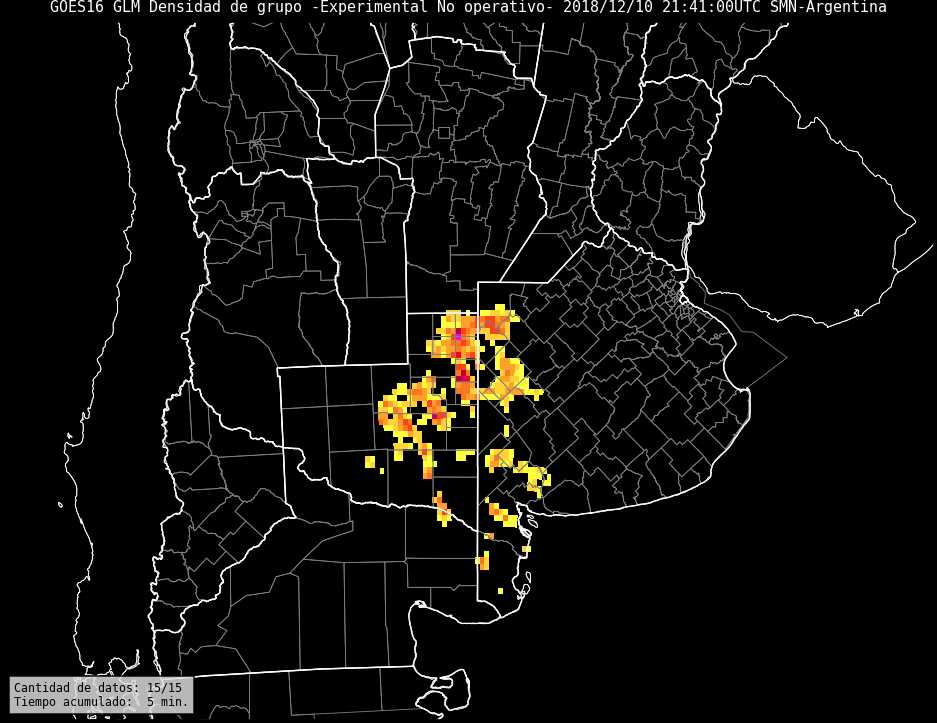 GOES16 GLM Densidad de grupo -Experimental No operativo- 2018/12/10 21:41:00UTC SMN-Argentina
Cantidad de datos: 15/15
Tiempo acumulado:  5 min.